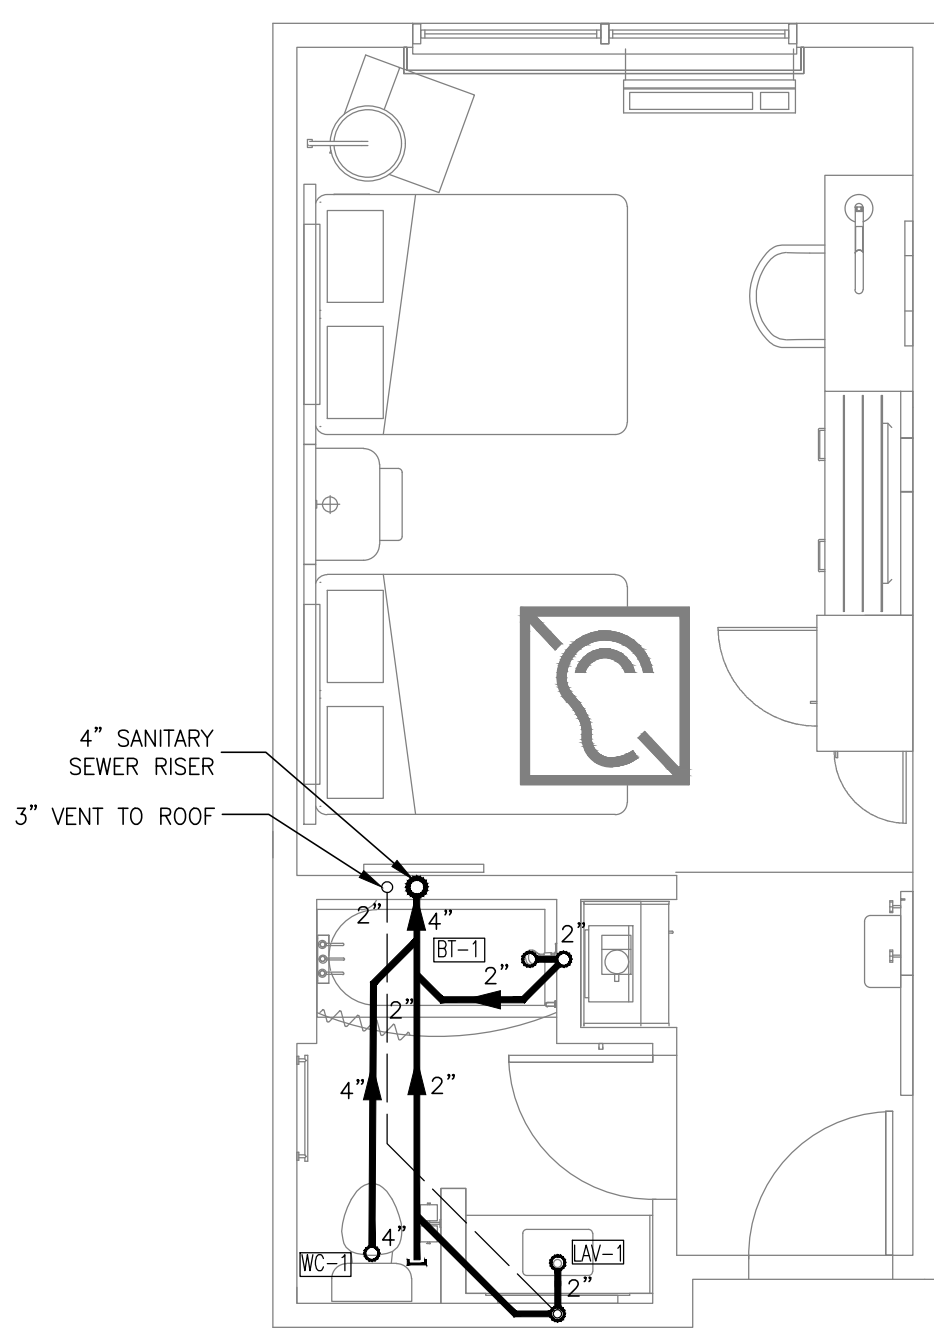 4” SANITARY
SEWER RISER
3” VENT TO ROOF
2”
4”
BT-1
2”
2”
2”
4”
2”
4”
WC-1
LAV-1
2”